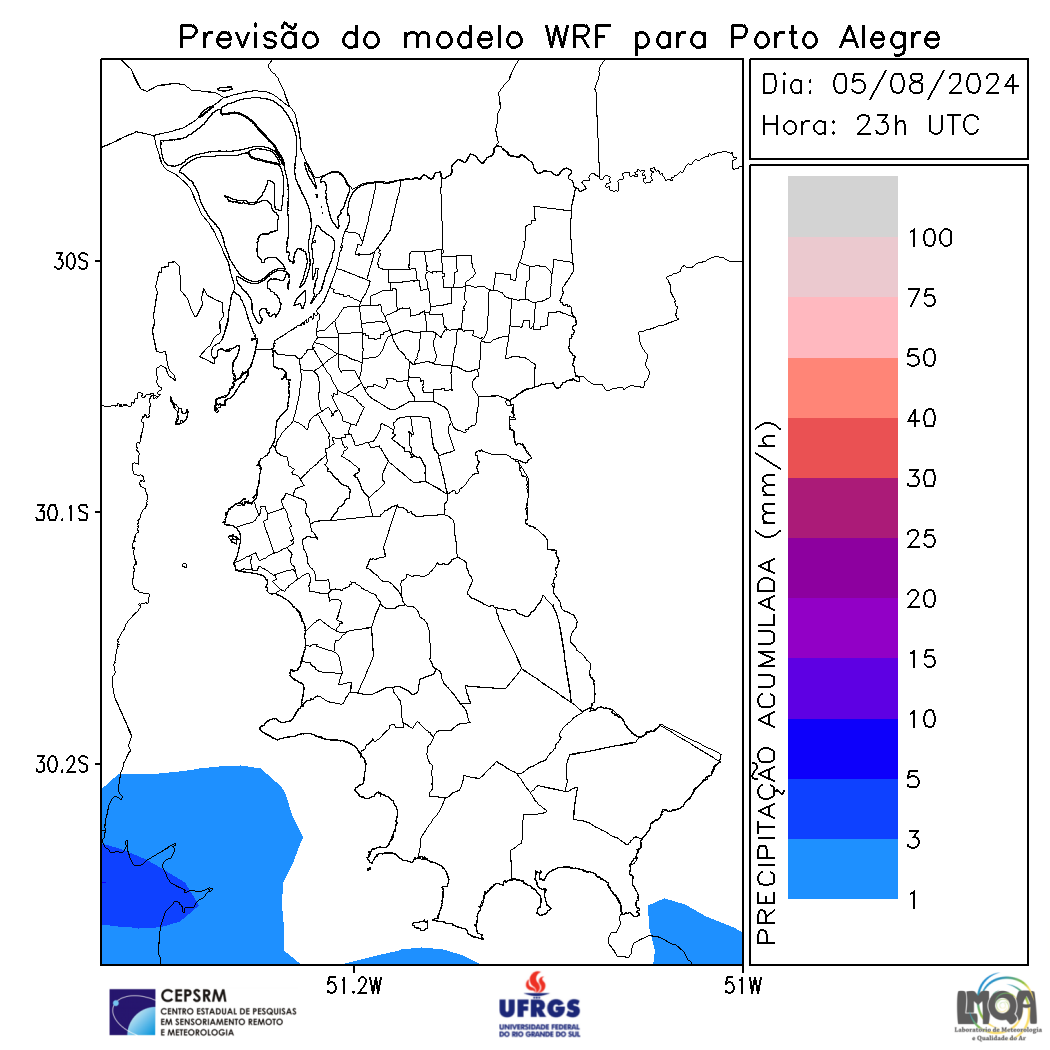 Previsão do modelo WRF para Porto Alegre
Dia: 05/08/2024
Hora: 23h UTC
30S
30.1S
30.2S
51.2W
51W
PRECIPITAÇÃO ACUMULADA (mm/h)
100
75
50
40
30
25
20
15
10
5
3
1
CEPSRM
CENTRO ESTADUAL DE PESQUISAS
EM SENSORIAMENTO REMOTO
E METEOROLOGIA
UFRGS
UNIVERSIDADE FEDERAL
DO RIO GRANDE DO SUL
LMQA
Laboratório de Meteorologia
e Qualidade do Ar